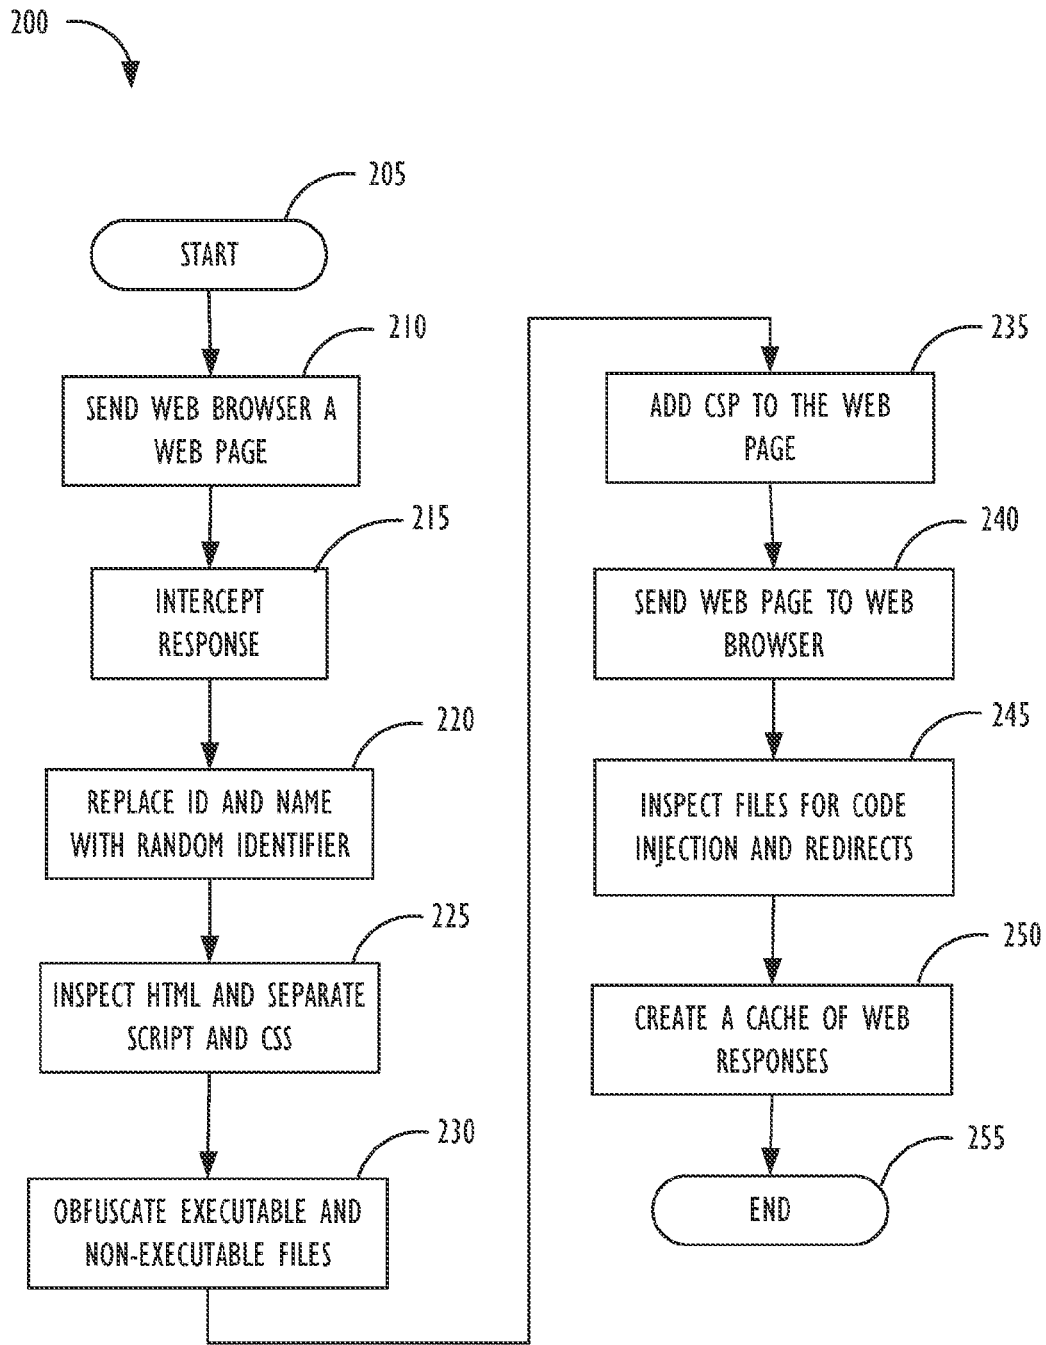 200
205
START
210
SEND WEB BROWSER A
WEB PAGE
215
INTERCEPT
RESPONSE
220
REPLACE ID AND NAME
WITH RANDOM IDENTIFIER
225
INSPECT HTML AND SEPARATE
SCRIPT AND CSS
230
OBFUSCATE EXECUTABLE AND
NON-EXECUTABLE FILES
235
ADD CSP TO THE WEB
PAGE
240
SEND WEB PAGE TO WEB
BROWSER
245
INSPECT FILES FOR CODE
INJECTION AND REDIRECTS
250
CREATE A CACHE OF WEB
RESPONSES
255
END